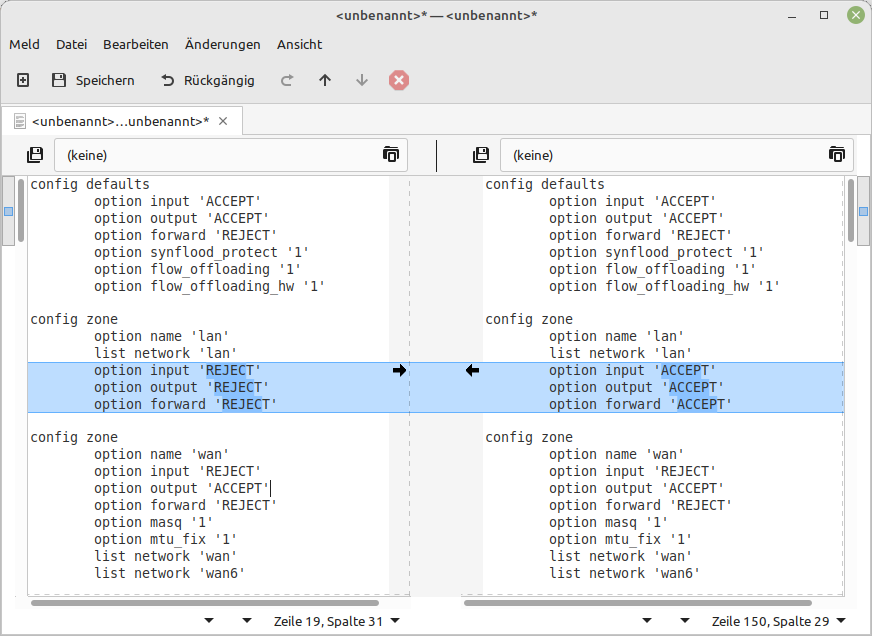 <unbenannt>* — <unbenannt>*
Meld Datei Bearbeiten Änderungen Ansicht
Speichern Rückgängig
<unbenannt>…unbenannt>*
(keine)
(keine)
config defaults
option input 'ACCEPT'
option output 'ACCEPT'
option forward 'REJECT'
option synflood_protect '1'
option flow_offloading '1'
option flow_offloading_hw '1'
config zone
option name 'lan'
list network 'lan'
option input 'REJECT'
option output 'REJECT'
option forward 'REJECT'
config zone
option name 'wan'
option input 'REJECT'
option output 'ACCEPT'
option forward 'REJECT'
option masq '1'
option mtu_fix '1'
list network 'wan'
list network 'wan6'
config defaults
option input 'ACCEPT'
option output 'ACCEPT'
option forward 'REJECT'
option synflood_protect '1'
option flow_offloading '1'
option flow_offloading_hw '1'
config zone
option name 'lan'
list network 'lan'
option input 'ACCEPT'
option output 'ACCEPT'
option forward 'ACCEPT'
config zone
option name 'wan'
option input 'REJECT'
option output 'ACCEPT'
option forward 'REJECT'
option masq '1'
option mtu_fix '1'
list network 'wan'
list network 'wan6'
Zeile 19, Spalte 31
Zeile 150, Spalte 29